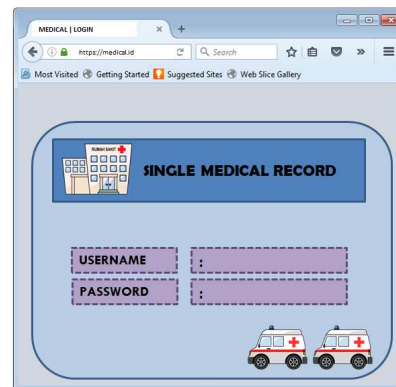 MEDICAL | LOGIN
https://medical.id
Search
Most Visited Getting Started Suggested Sites Web Slice Gallery
RUMAH SAKIT
SINGLE MEDICAL RECORD
USERNAME :
PASSWORD :